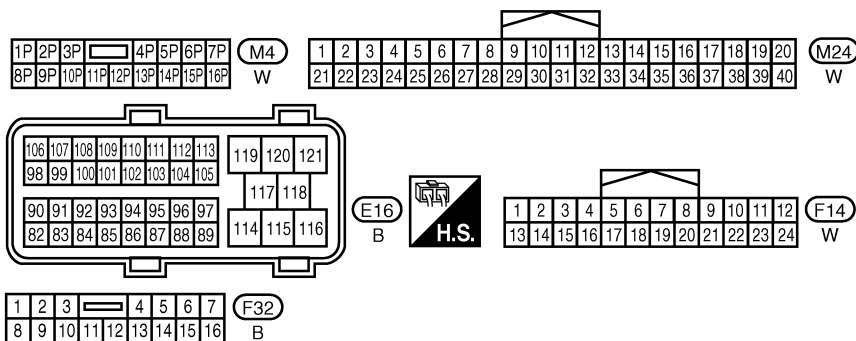 1P 2P 3P 4P 5P 6P 7P
8P 9P 10P 11P 12P 13P 14P 15P 16P
M4
W
1 2 3 4 5 6 7 8 9 10 11 12 13 14 15 16 17 18 19 20
21 22 23 24 25 26 27 28 29 30 31 32 33 34 35 36 37 38 39 40
M24
W
106 107 108 109 110 111 112 113
98 99 100 101 102 103 104 105
90 91 92 93 94 95 96 97
82 83 84 85 86 87 88 89
119 120 121
117 118
114 115 116
E16
B
H.S.
1 2 3 4 5 6 7 8 9 10 11 12
13 14 15 16 17 18 19 20 21 22 23 24
F14
W
1 2 3 4 5 6 7
8 9 10 11 12 13 14 15 16
F32
B